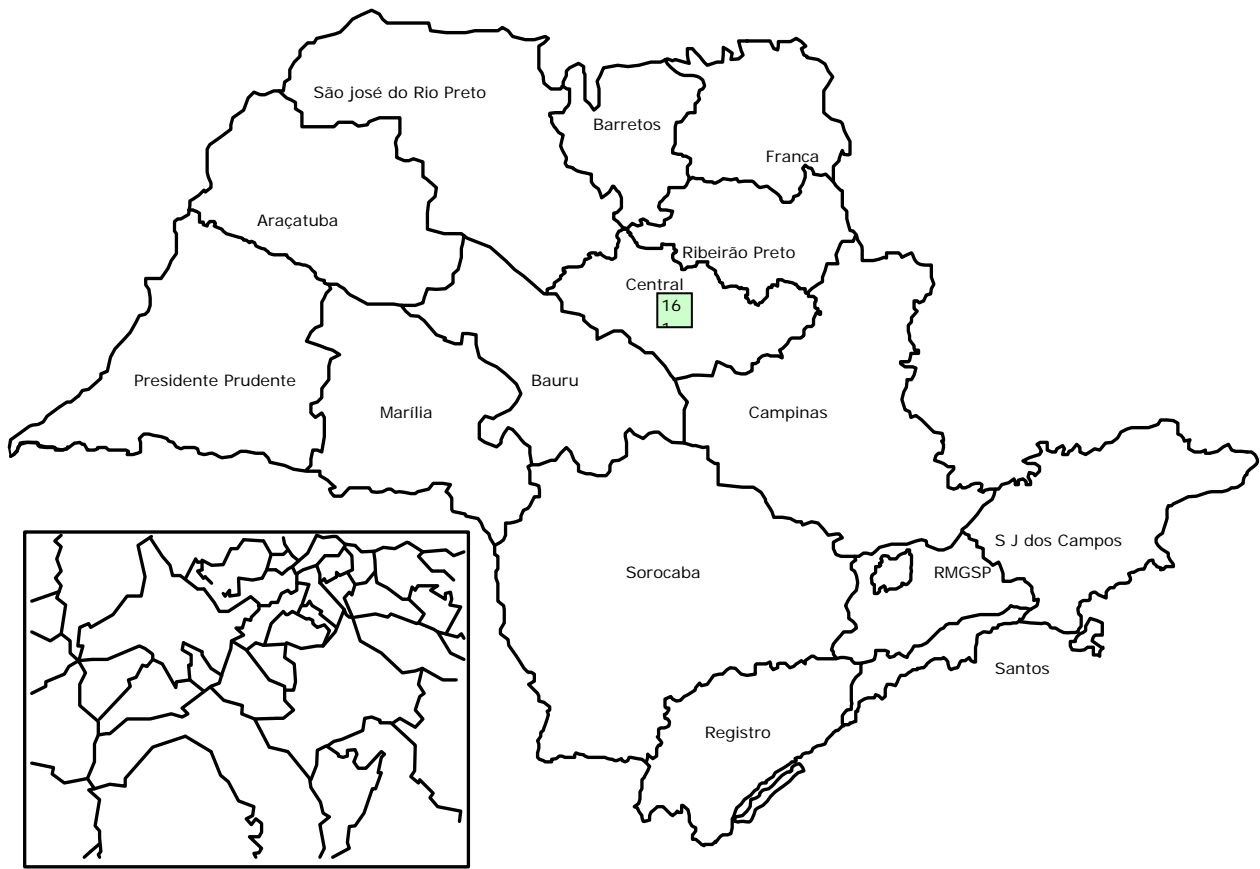 São josé do Rio Preto
Barretos
Franca
Araçatuba
Ribeirão Preto
Central
16
Presidente Prudente
Bauru
Marília
Campinas
S J dos Campos
Sorocaba
RMGSP
Santos
Registro